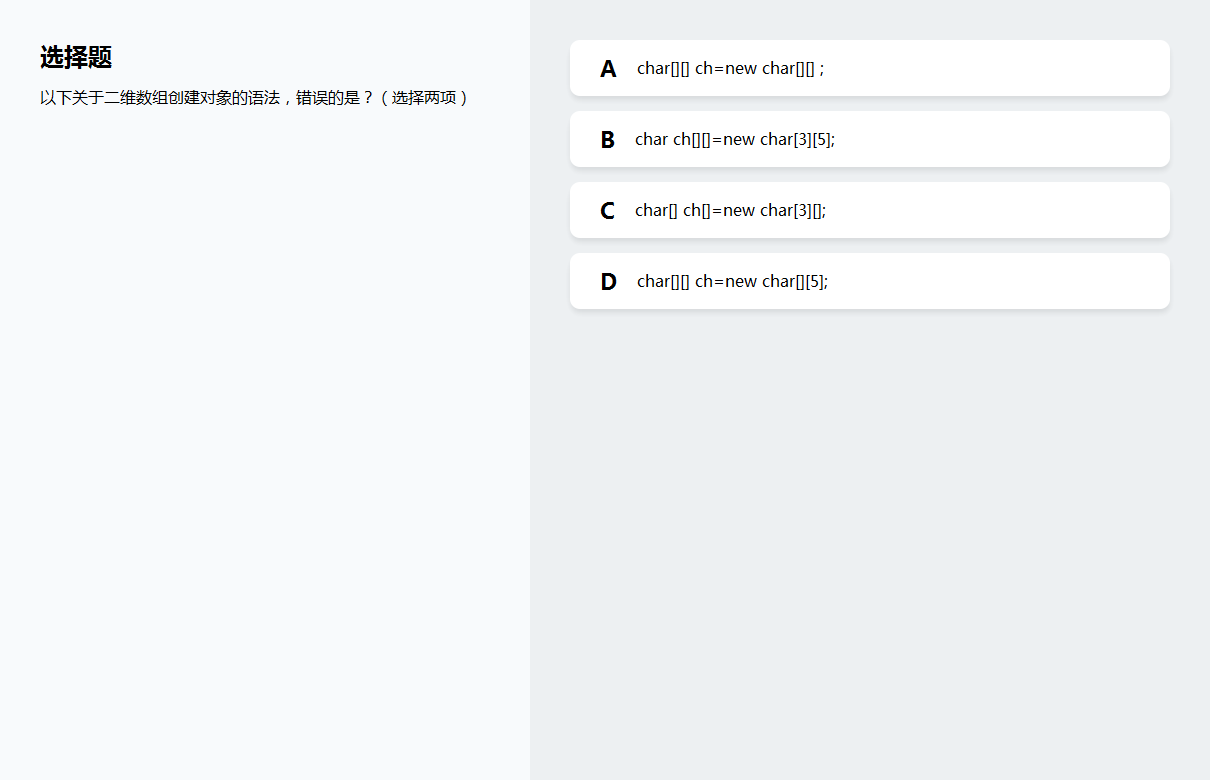 选择题
以下关于二维数组创建对象的语法，错误的是？（选择两项）
A char[][] ch=new char[][] ;
B char ch[][]=new char[3][5];
C char[] ch[]=new char[3][];
D char[][] ch=new char[][5];